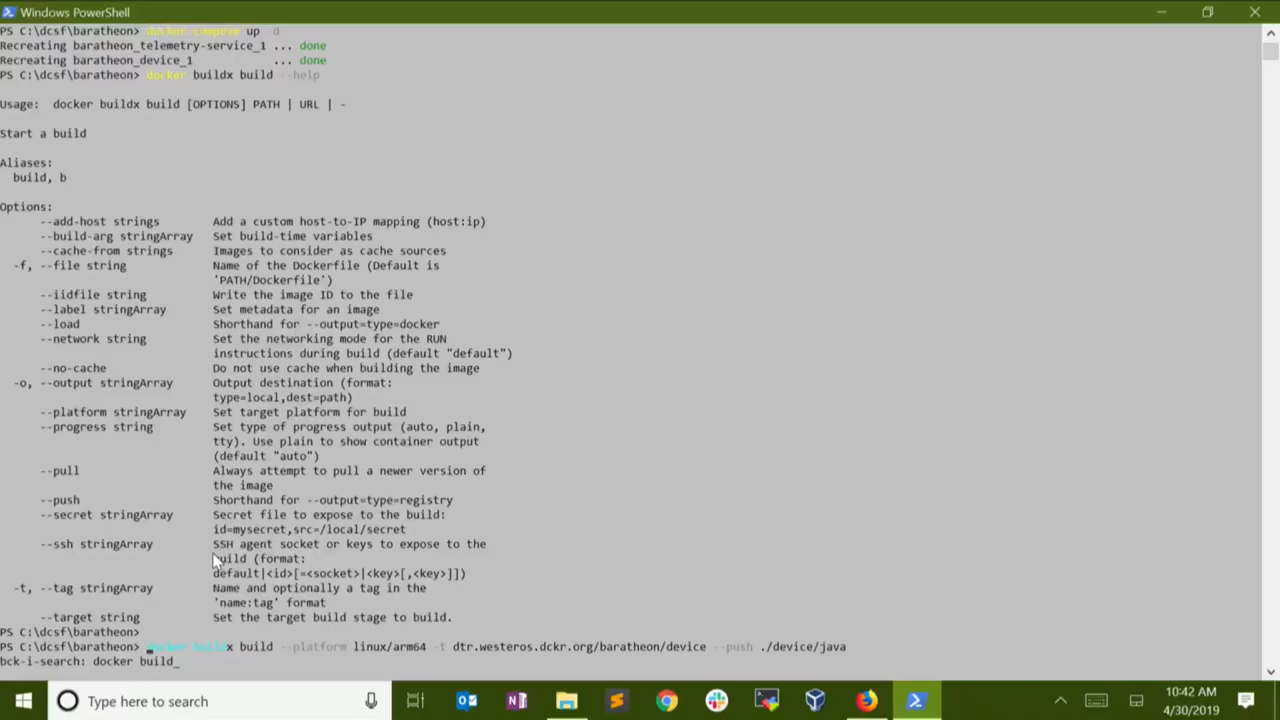 Windows PowerShell
PS C:\dcsf\baratheon> docker compose up -d
Recreating baratheon_telemetry-service_1 ... done
Recreating baratheon_device_1 ... done
PS C:\dcsf\baratheon> docker buildx build --help
Usage: docker buildx build [OPTIONS] PATH | URL | -
Start a build
Aliases:
build, b
Options:
--add-host strings Add a custom host-to-IP mapping (host:ip)
--build-arg stringArray Set build-time variables
--cache-from strings Images to consider as cache sources
-f, --file string Name of the Dockerfile (Default is
'PATH/Dockerfile')
--iidfile string Write the image ID to the file
--label stringArray Set metadata for an image
--load Shorthand for --output=type=docker
--network string Set the networking mode for the RUN
instructions during build (default "default")
--no-cache Do not use cache when building the image
-o, --output stringArray Output destination (format:
type=local,dest=path)
--platform stringArray Set target platform for build
--progress string Set type of progress output (auto, plain,
tty). Use plain to show container output
(default "auto")
--pull Always attempt to pull a newer version of
the image
--push Shorthand for --output=type=registry
--secret stringArray Secret file to expose to the build:
id=mysecret,src=/local/secret
--ssh stringArray SSH agent socket or keys to expose to the
build (format:
default|<id>[=<socket>|<key>[,<key>]])
-t, --tag stringArray Name and optionally a tag in the
'name:tag' format
--target string Set the target build stage to build.
PS C:\dcsf\baratheon>
PS C:\dcsf\baratheon> docker buildx build --platform linux/arm64 -t dtr.westeros.dckr.org/baratheon/device --push ./device/java
bck-i-search: docker build_
Type here to search
10:42 AM
4/30/2019